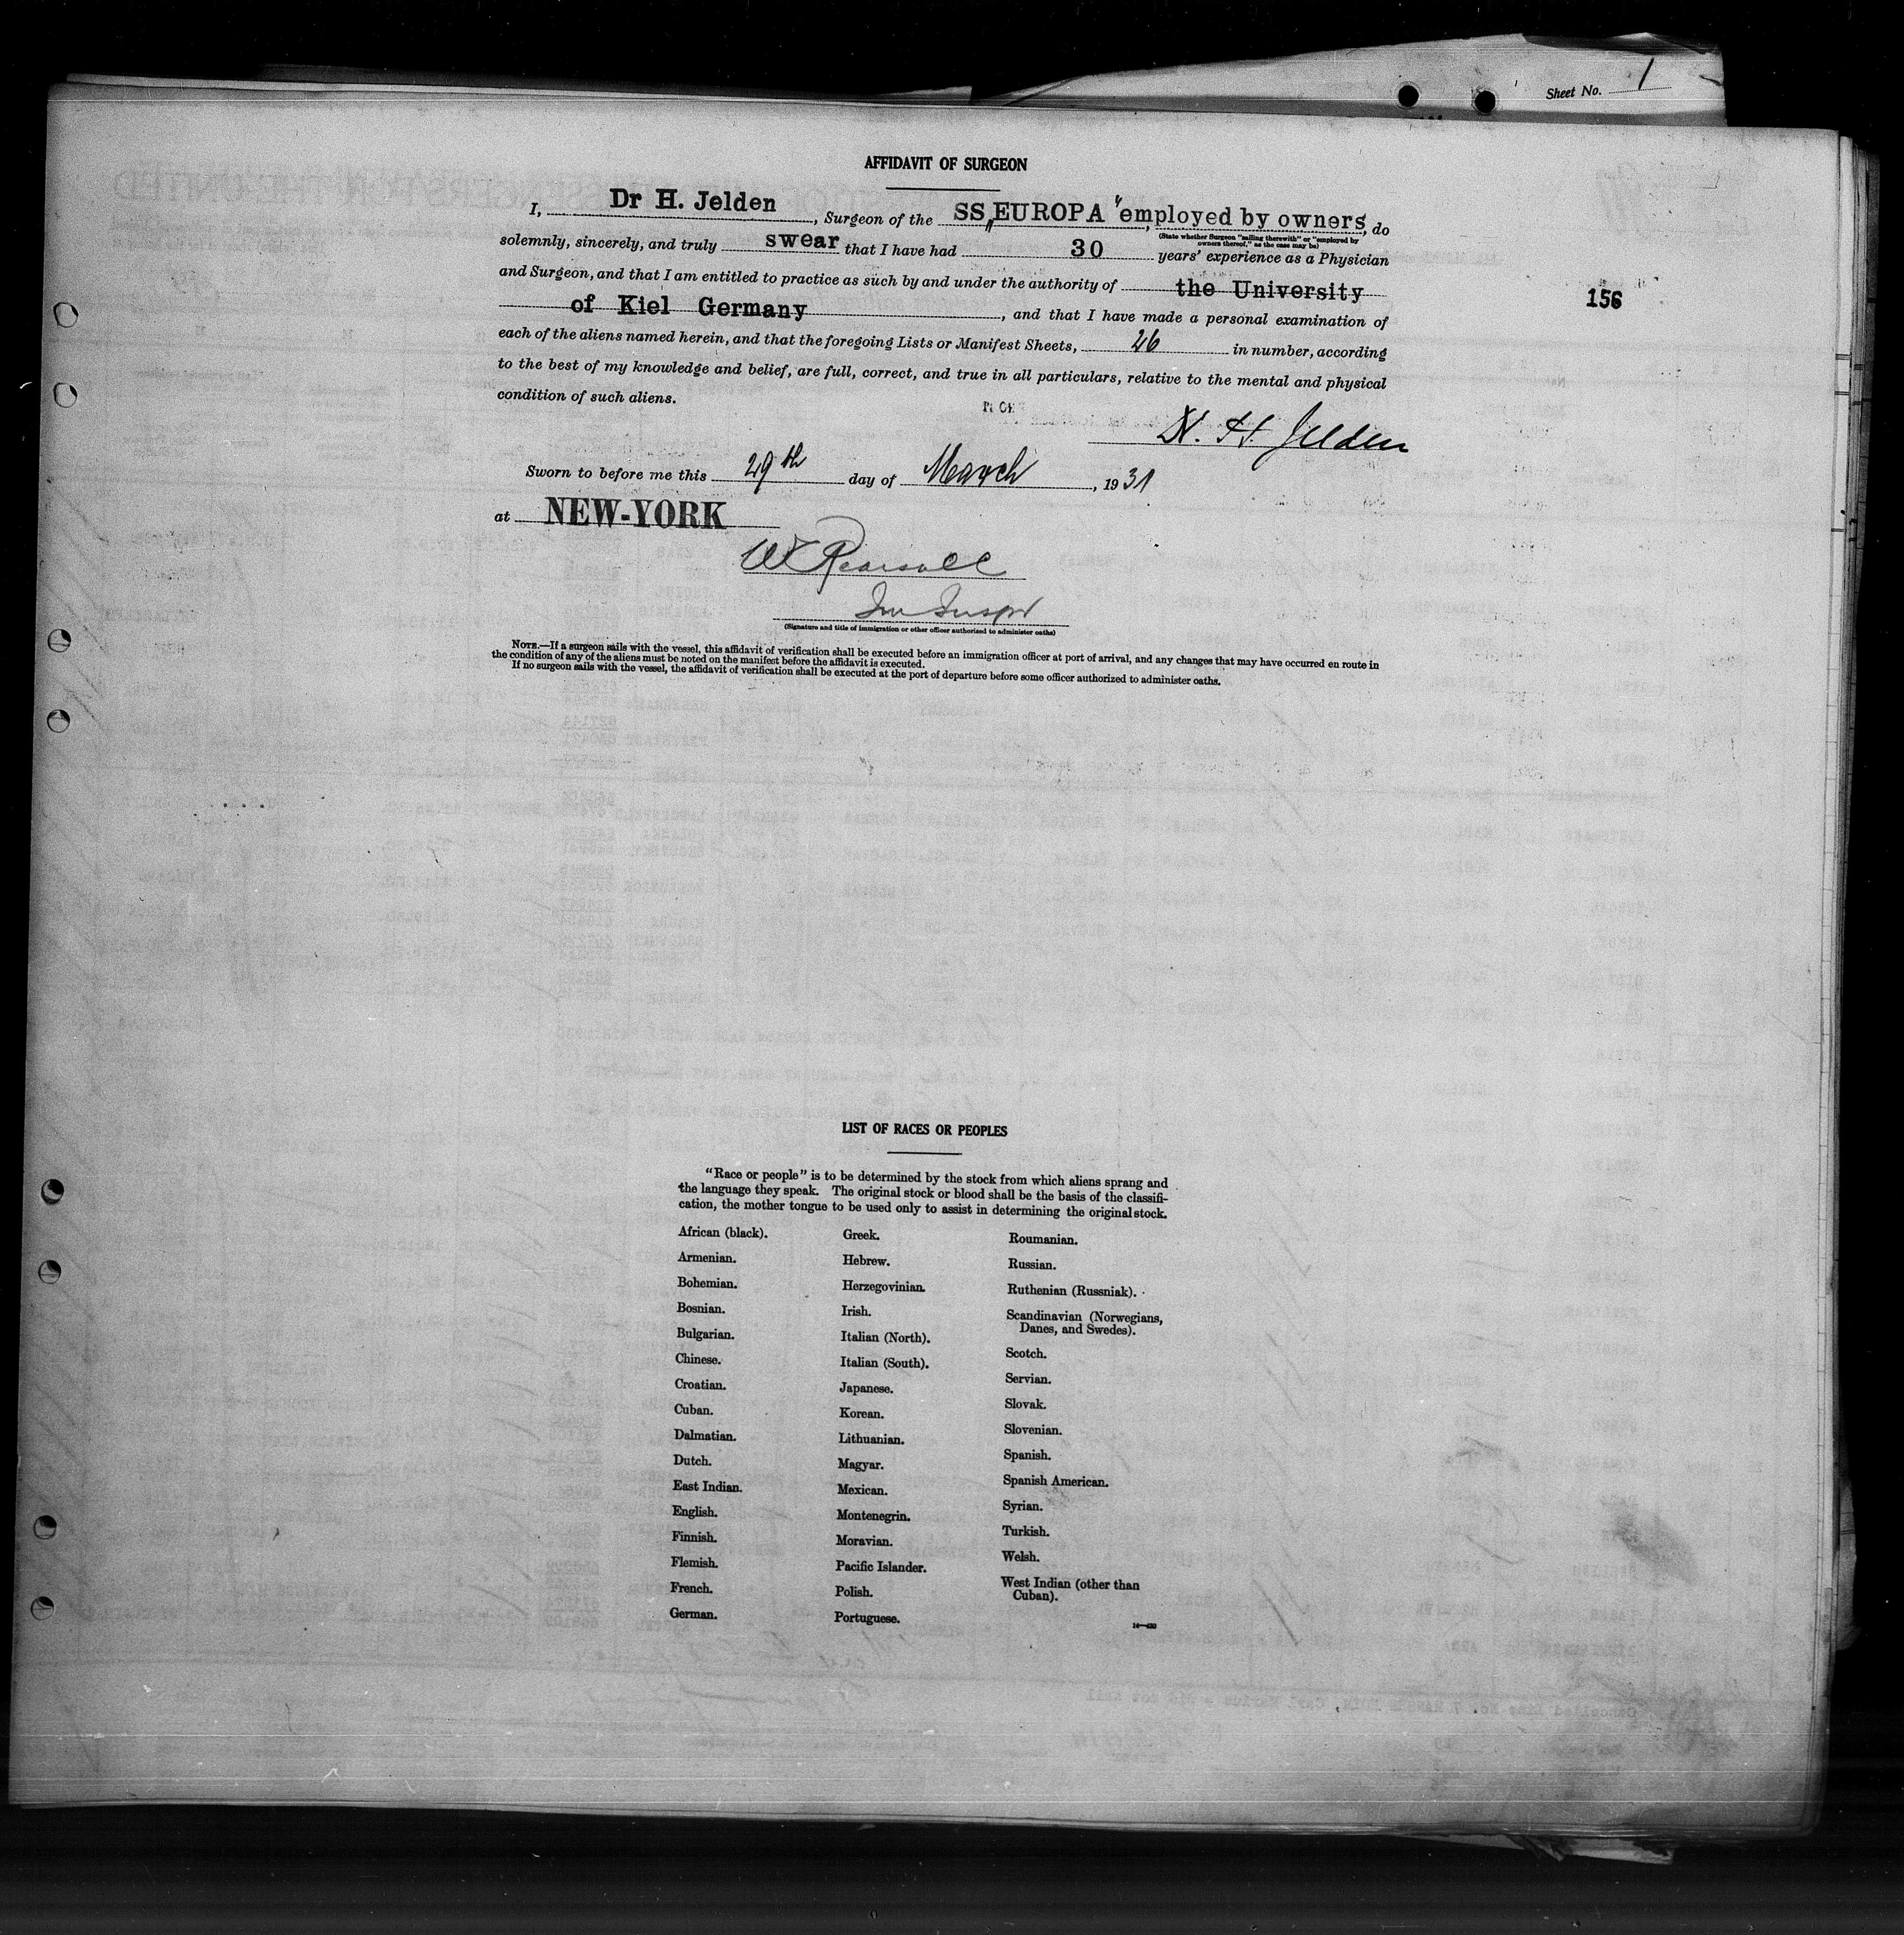 Sheet No. 1
AFFIDAVIT OF SURGEON
I, Dr H. Jelden, Surgeon of the SS „EUROPA", employed by owners, do
(State whether Surgeon "sailing therewith" or "employed by
owners thereof," as the case may be)
solemnly, sincerely, and truly swear that I have had 30 years' experience as a Physician
and Surgeon, and that I am entitled to practice as such by and under the authority of the University
156
of Kiel Germany, and that I have made a personal examination of
each of the aliens named herein, and that the foregoing Lists or Manifest Sheets, 26 in number, according
to the best of my knowledge and belief, are full, correct, and true in all particulars, relative to the mental and physical
condition of such aliens.
H. Jelden
Sworn to before me this 29th day of March, 1931
at NEW-YORK
(Signature and title of immigration or other officer authorized to administer oaths)
NOTE.—If a surgeon sails with the vessel, this affidavit of verification shall be executed before an immigration officer at port of arrival, and any changes that may have occurred en route in
the condition of any of the aliens must be noted on the manifest before the affidavit is executed.
If no surgeon sails with the vessel, the affidavit of verification shall be executed at the port of departure before some officer authorized to administer oaths.
LIST OF RACES OR PEOPLES
"Race or people" is to be determined by the stock from which aliens sprang and
the language they speak. The original stock or blood shall be the basis of the classifi-
cation, the mother tongue to be used only to assist in determining the original stock.
African (black).
Armenian.
Bohemian.
Bosnian.
Bulgarian.
Chinese.
Croatian.
Cuban.
Dalmatian.
Dutch.
East Indian.
English.
Finnish.
Flemish.
French.
German.
Greek.
Hebrew.
Herzegovinian.
Irish.
Italian (North).
Italian (South).
Japanese.
Korean.
Lithuanian.
Magyar.
Mexican.
Montenegrin.
Moravian.
Pacific Islander.
Polish.
Portuguese.
Roumanian.
Russian.
Ruthenian (Russniak).
Scandinavian (Norwegians,
Danes, and Swedes).
Scotch.
Servian.
Slovak.
Slovenian.
Spanish.
Spanish American.
Syrian.
Turkish.
Welsh.
West Indian (other than
Cuban).